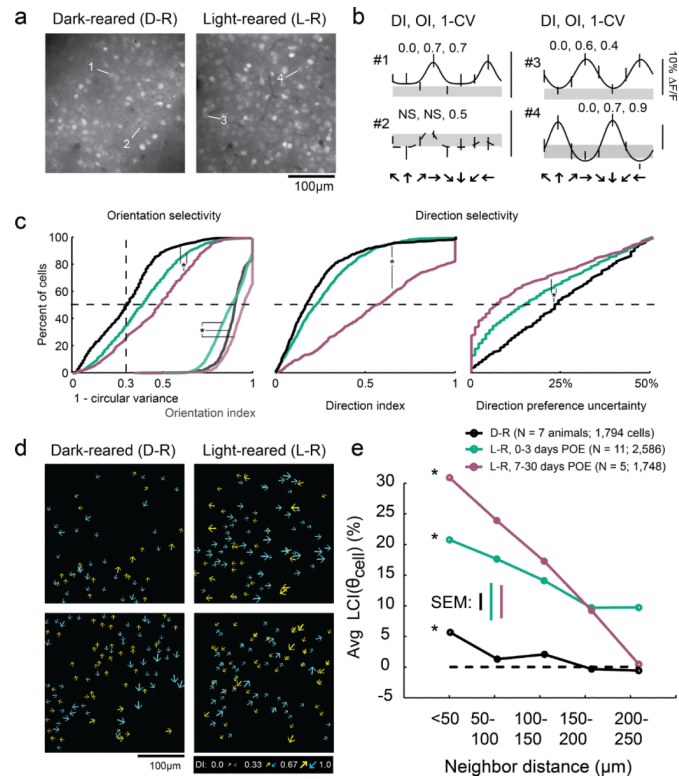 a
Dark-reared (D-R)
Light-reared (L-R)
1
2
3
4
100μm
b
DI, OI, 1-CV
DI, OI, 1-CV
#1
0.0, 0.7, 0.7
#2
NS, NS, 0.5
#3
0.0, 0.6, 0.4
#4
0.0, 0.7, 0.9
10% ΔF/F
c
Orientation selectivity
Direction selectivity
Percent of cells
100
80
60
40
20
0
*
*
0 0.3 0.5 1
1 - circular variance
Orientation index
*
0 0.5 1
Direction index
*
0 25% 50%
Direction preference uncertainty
d
Dark-reared (D-R)
Light-reared (L-R)
100μm
DI: 0.0 0.33 0.67 1.0
e
D-R (N = 7 animals; 1,794 cells)
L-R, 0-3 days POE (N = 11; 2,586)
L-R, 7-30 days POE (N = 5; 1,748)
Avg LCI(θcell) (%)
30
25
20
15
10
5
0
-5
*
*
*
SEM:
<50 50-100 100-150 150-200 200-250
Neighbor distance (μm)